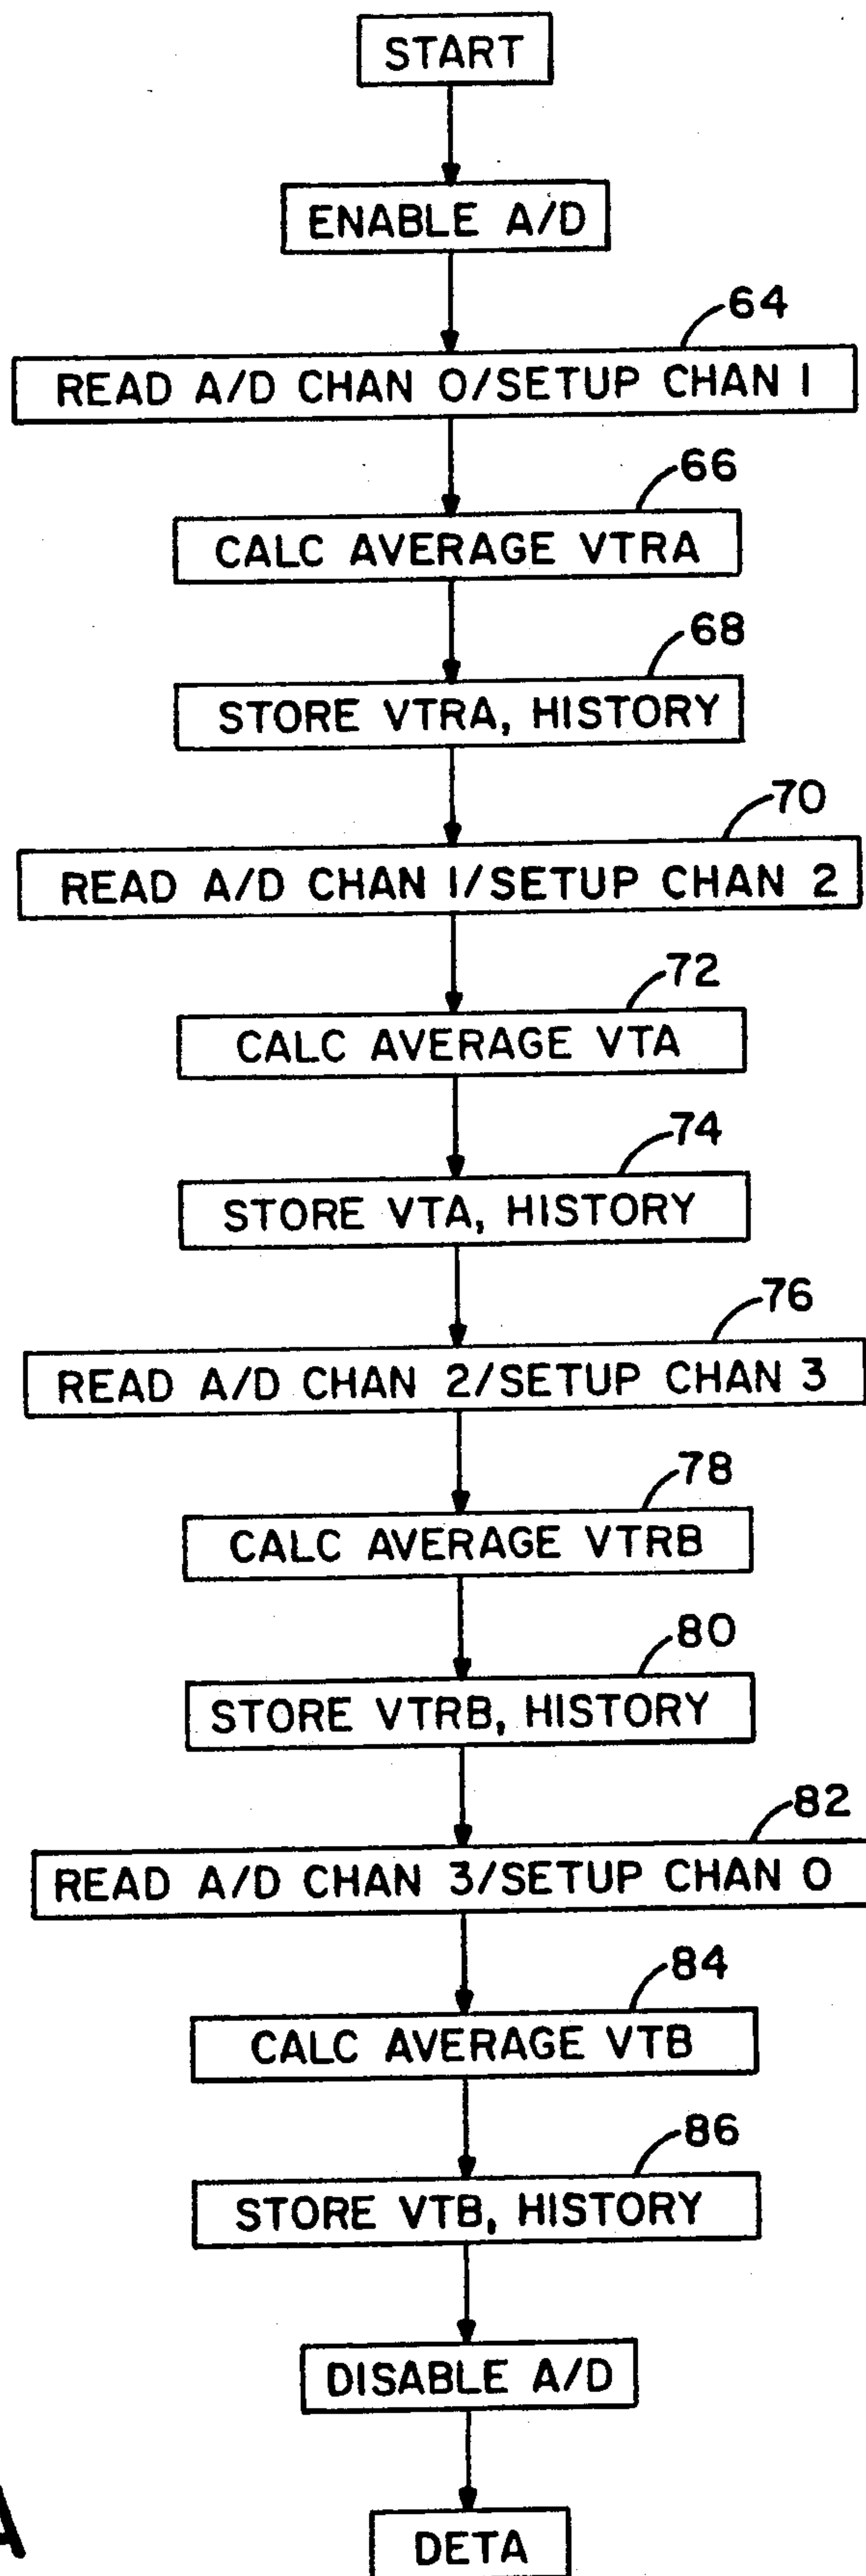 START
ENABLE A/D
64
READ A/D CHAN 0/SETUP CHAN 1
66
CALC AVERAGE VTRA
68
STORE VTRA, HISTORY
70
READ A/D CHAN 1/SETUP CHAN 2
72
CALC AVERAGE VTA
74
STORE VTA, HISTORY
76
READ A/D CHAN 2/SETUP CHAN 3
78
CALC AVERAGE VTRB
80
STORE VTRB, HISTORY
82
READ A/D CHAN 3/SETUP CHAN 0
84
CALC AVERAGE VTB
86
STORE VTB, HISTORY
DISABLE A/D
A
DETA